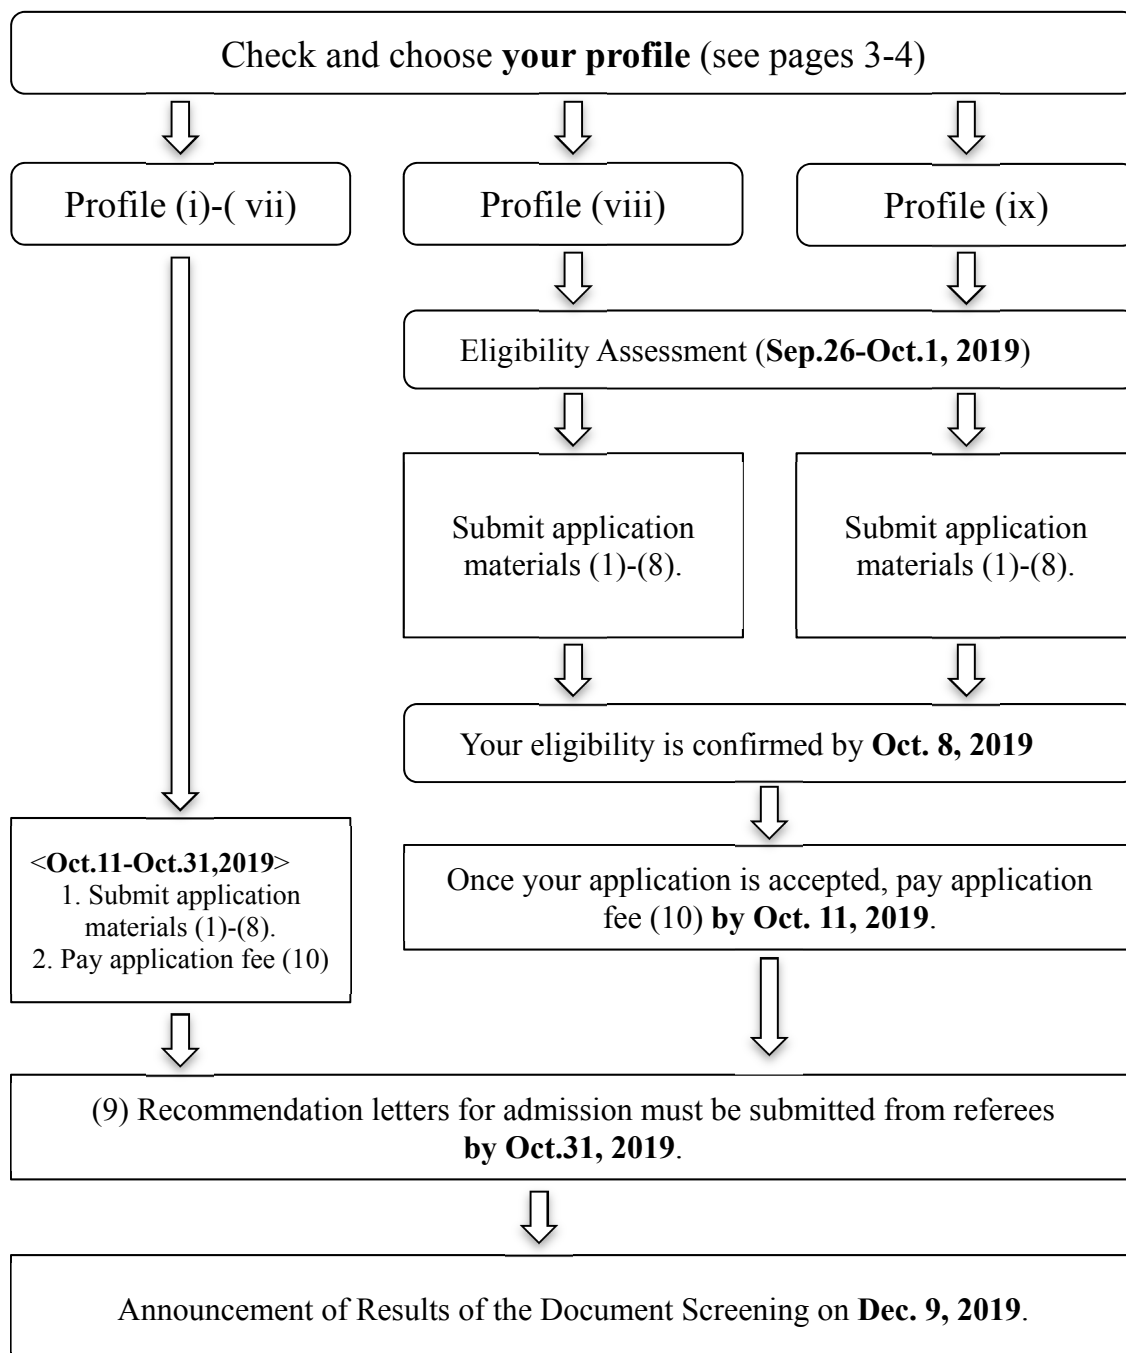 Check and choose your profile (see pages 3-4)
Profile (i)-( vii)
Profile (viii)
Profile (ix)
Eligibility Assessment (Sep.26-Oct.1, 2019)
Submit application
materials (1)-(8).
Submit application
materials (1)-(8).
Your eligibility is confirmed by Oct. 8, 2019
<Oct.11-Oct.31,2019>
1. Submit application
materials (1)-(8).
2. Pay application fee (10)
Once your application is accepted, pay application
fee (10) by Oct. 11, 2019.
(9) Recommendation letters for admission must be submitted from referees
by Oct.31, 2019.
Announcement of Results of the Document Screening on Dec. 9, 2019.